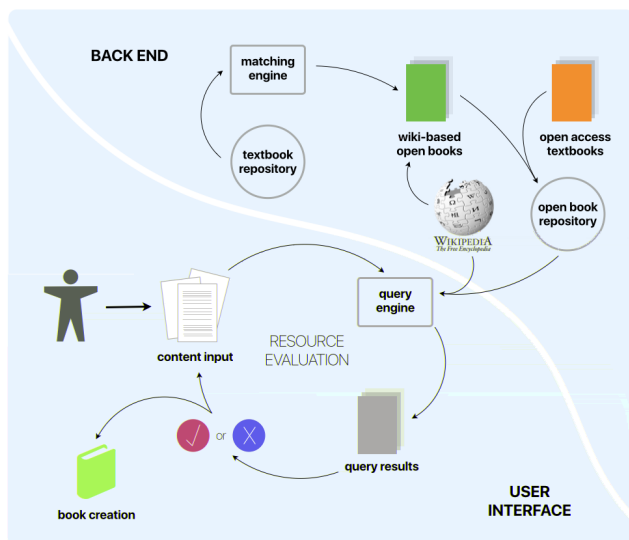 BACK END
matching
engine
textbook
repository
wiki-based
open books
open access
textbooks
WIKIPEDIA
The Free Encyclopedia
open book
repository
content input
query
engine
RESOURCE
EVALUATION
✓ or X
query results
book creation
USER
INTERFACE